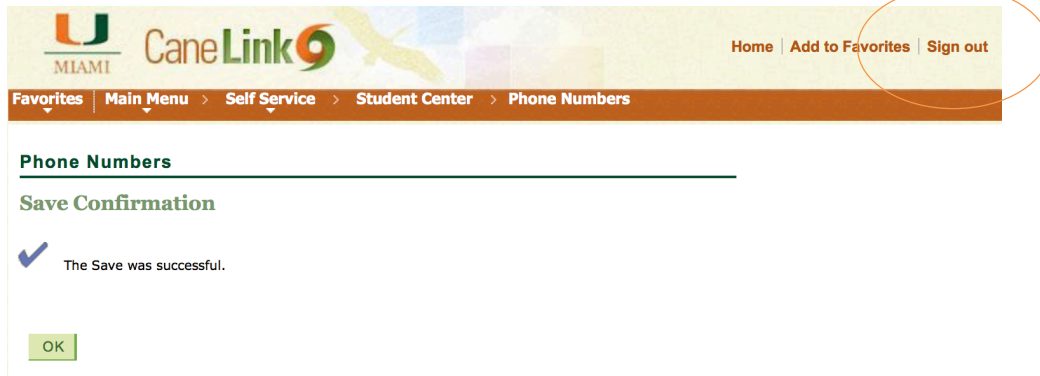 MIAMI
CaneLink
Home Add to Favorites Sign out
Favorites Main Menu > Self Service > Student Center > Phone Numbers
Phone Numbers
Save Confirmation
The Save was successful.
OK